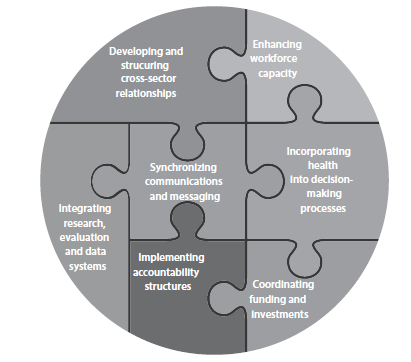 Developing and
strucuring
cross-sector
relationships
Enhancing
workforce
capacity
Synchronizing
communications
and messaging
Incorporating
health
into decision-
making
processes
Integrating
research,
evaluation
and data
systems
Implementing
accountability
structures
Coordinating
funding and
investments